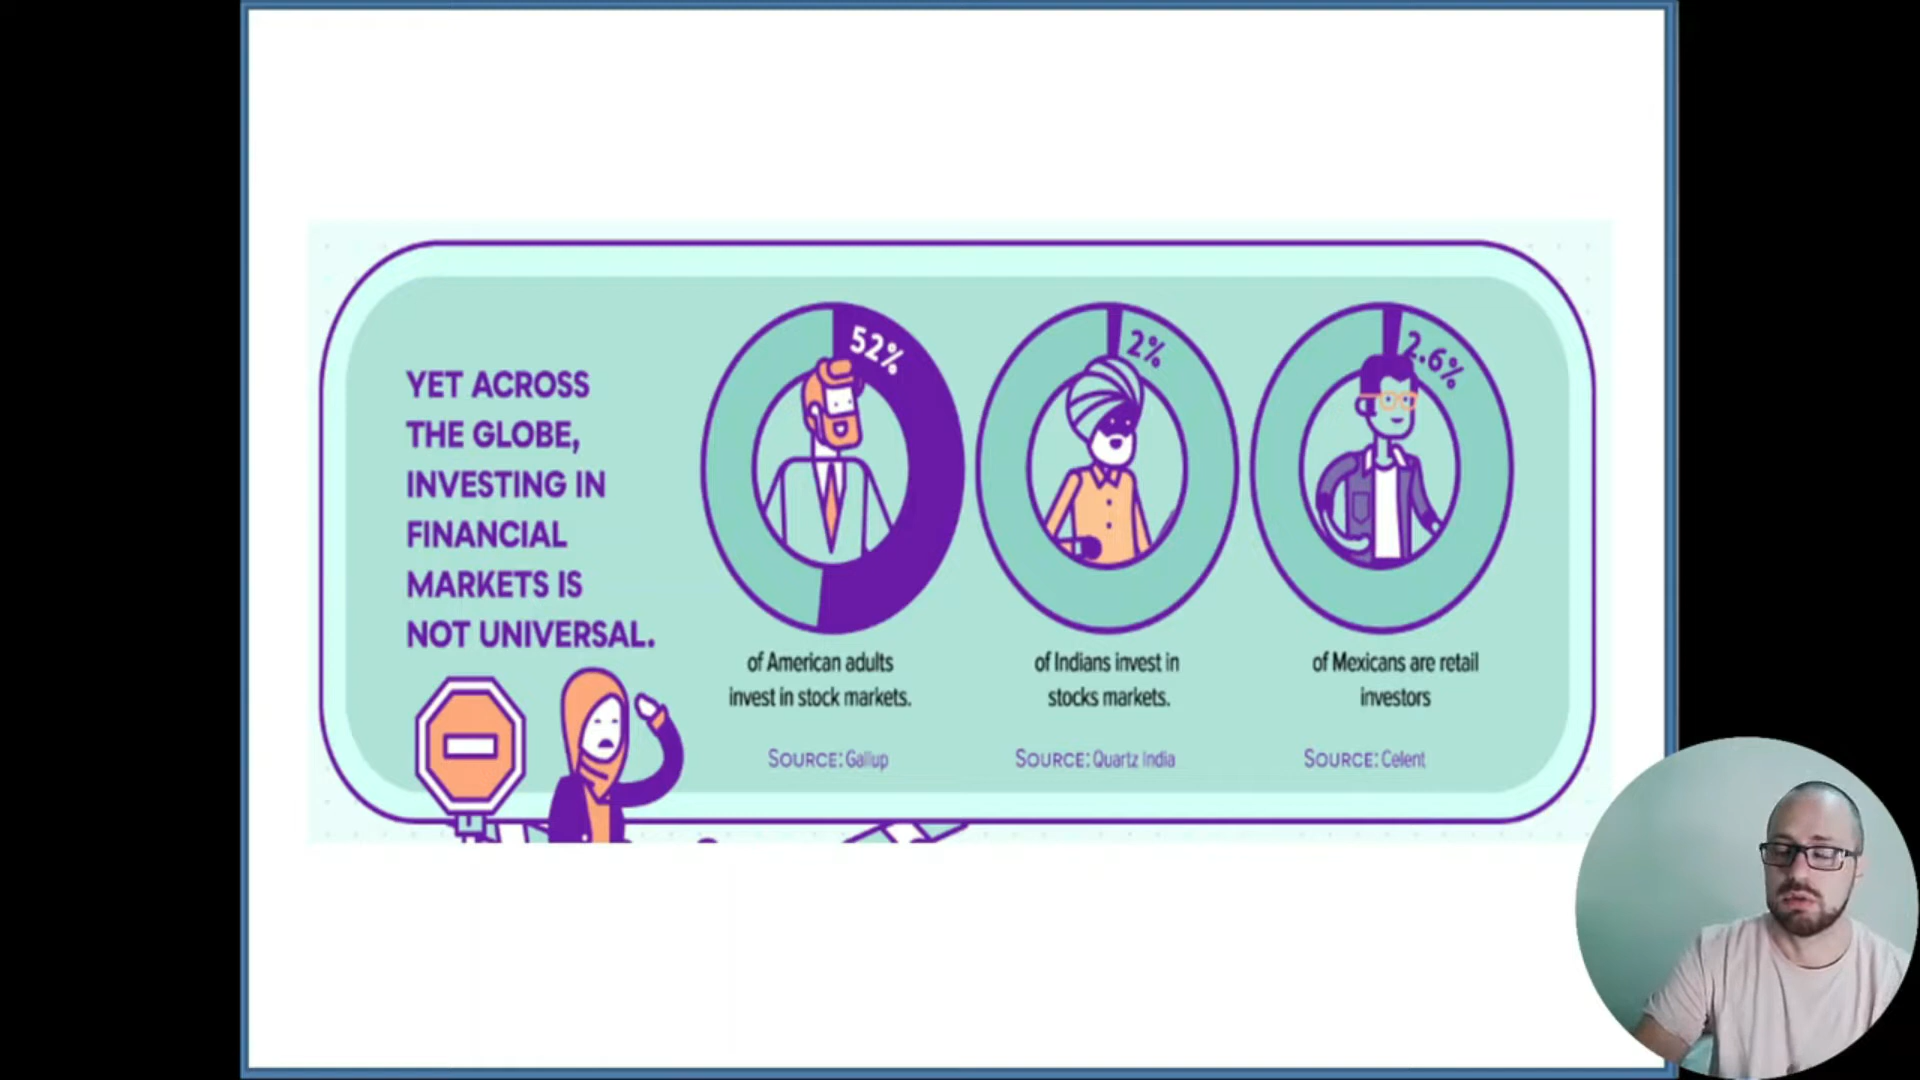 YET ACROSS
THE GLOBE,
INVESTING IN
FINANCIAL
MARKETS IS
NOT UNIVERSAL.
52%
of American adults
invest in stock markets.
SOURCE: Gallup
2%
of Indians invest in
stocks markets.
SOURCE: Quartz India
2.6%
of Mexicans are retail
investors
SOURCE: Celent